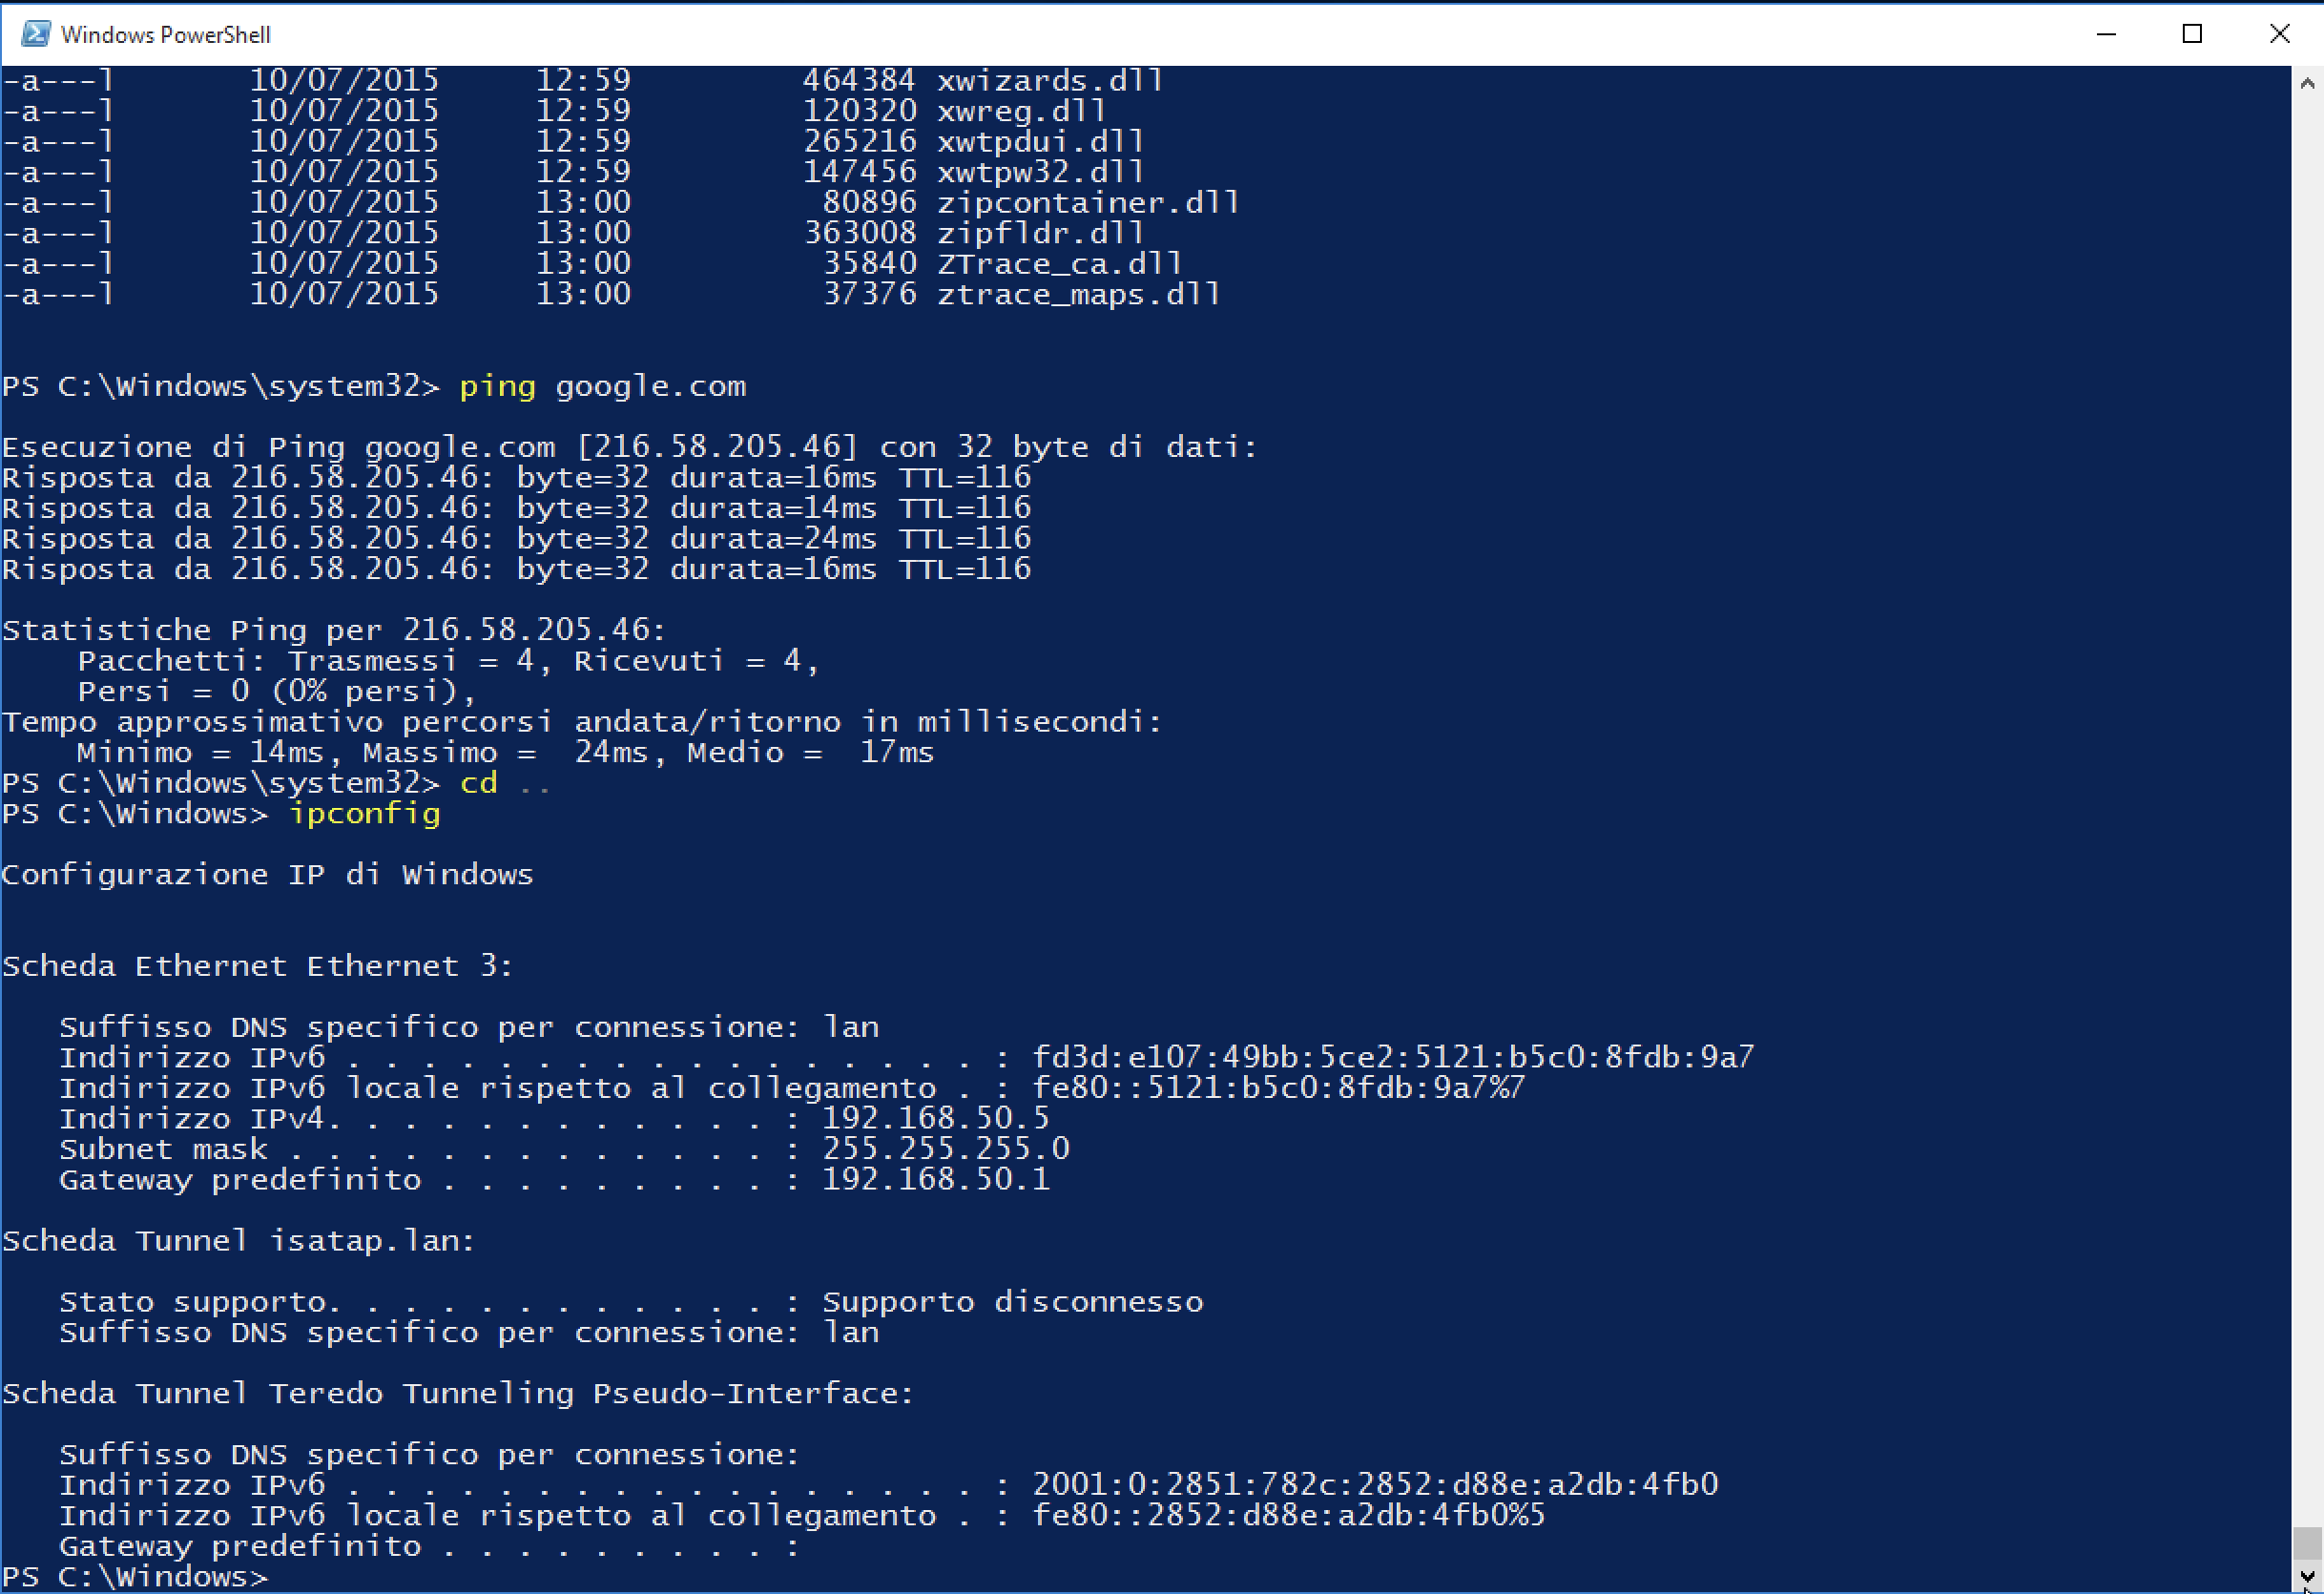 Windows PowerShell
-a---l       10/07/2015     12:59         464384 xwizards.dll
-a---l       10/07/2015     12:59         120320 xwreg.dll
-a---l       10/07/2015     12:59         265216 xwtpdui.dll
-a---l       10/07/2015     12:59         147456 xwtpw32.dll
-a---l       10/07/2015     13:00          80896 zipcontainer.dll
-a---l       10/07/2015     13:00         363008 zipfldr.dll
-a---l       10/07/2015     13:00          35840 ZTrace_ca.dll
-a---l       10/07/2015     13:00          37376 ztrace_maps.dll
PS C:\Windows\system32> ping google.com
Esecuzione di Ping google.com [216.58.205.46] con 32 byte di dati:
Risposta da 216.58.205.46: byte=32 durata=16ms TTL=116
Risposta da 216.58.205.46: byte=32 durata=14ms TTL=116
Risposta da 216.58.205.46: byte=32 durata=24ms TTL=116
Risposta da 216.58.205.46: byte=32 durata=16ms TTL=116
Statistiche Ping per 216.58.205.46:
    Pacchetti: Trasmessi = 4, Ricevuti = 4,
    Persi = 0 (0% persi),
Tempo approssimativo percorsi andata/ritorno in millisecondi:
    Minimo = 14ms, Massimo =  24ms, Medio =  17ms
PS C:\Windows\system32> cd ..
PS C:\Windows> ipconfig
Configurazione IP di Windows
Scheda Ethernet Ethernet 3:
   Suffisso DNS specifico per connessione: lan
   Indirizzo IPv6 . . . . . . . . . . . . . . . . . . : fd3d:e107:49bb:5ce2:5121:b5c0:8fdb:9a7
   Indirizzo IPv6 locale rispetto al collegamento . : fe80::5121:b5c0:8fdb:9a7%7
   Indirizzo IPv4. . . . . . . . . . . . . : 192.168.50.5
   Subnet mask . . . . . . . . . . . . . . : 255.255.255.0
   Gateway predefinito . . . . . . . . . . : 192.168.50.1
Scheda Tunnel isatap.lan:
   Stato supporto. . . . . . . . . . . . . : Supporto disconnesso
   Suffisso DNS specifico per connessione: lan
Scheda Tunnel Teredo Tunneling Pseudo-Interface:
   Suffisso DNS specifico per connessione:
   Indirizzo IPv6 . . . . . . . . . . . . . . . . . . : 2001:0:2851:782c:2852:d88e:a2db:4fb0
   Indirizzo IPv6 locale rispetto al collegamento . : fe80::2852:d88e:a2db:4fb0%5
   Gateway predefinito . . . . . . . . . . :
PS C:\Windows>